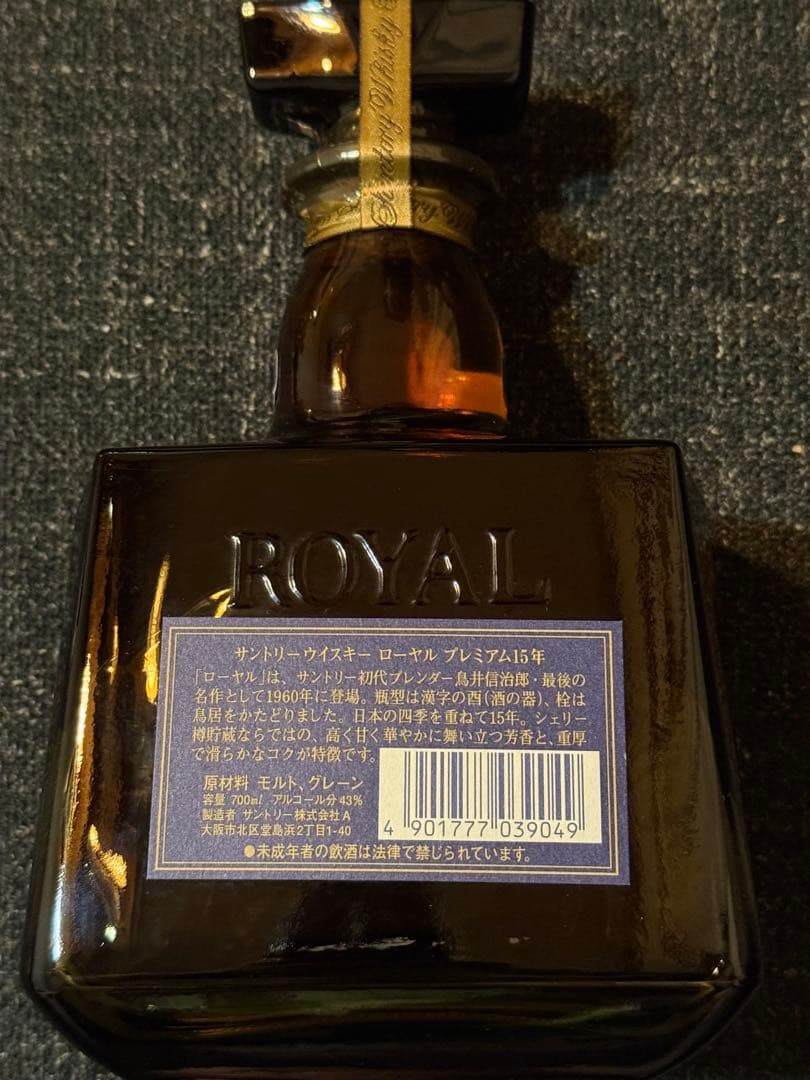 Suntory Whisky
ROYAL
サントリーウイスキー ローヤル プレミアム15年
「ローヤル」は、サントリー初代ブレンダー鳥井信治郎・最後の
名作として1960年に登場。瓶型は漢字の酉(酒の器)、栓は
鳥居をかたどりました。日本の四季を重ねて15年。シェリー
樽貯蔵ならではの、高く甘く華やかに舞い立つ芳香と、重厚
で滑らかなコクが特徴です。
原材料 モルト、グレーン
容量 700㎖ アルコール分43%
製造者 サントリー株式会社A
大阪市北区堂島浜2丁目1-40
4 901777 039049
●未成年者の飲酒は法律で禁じられています。